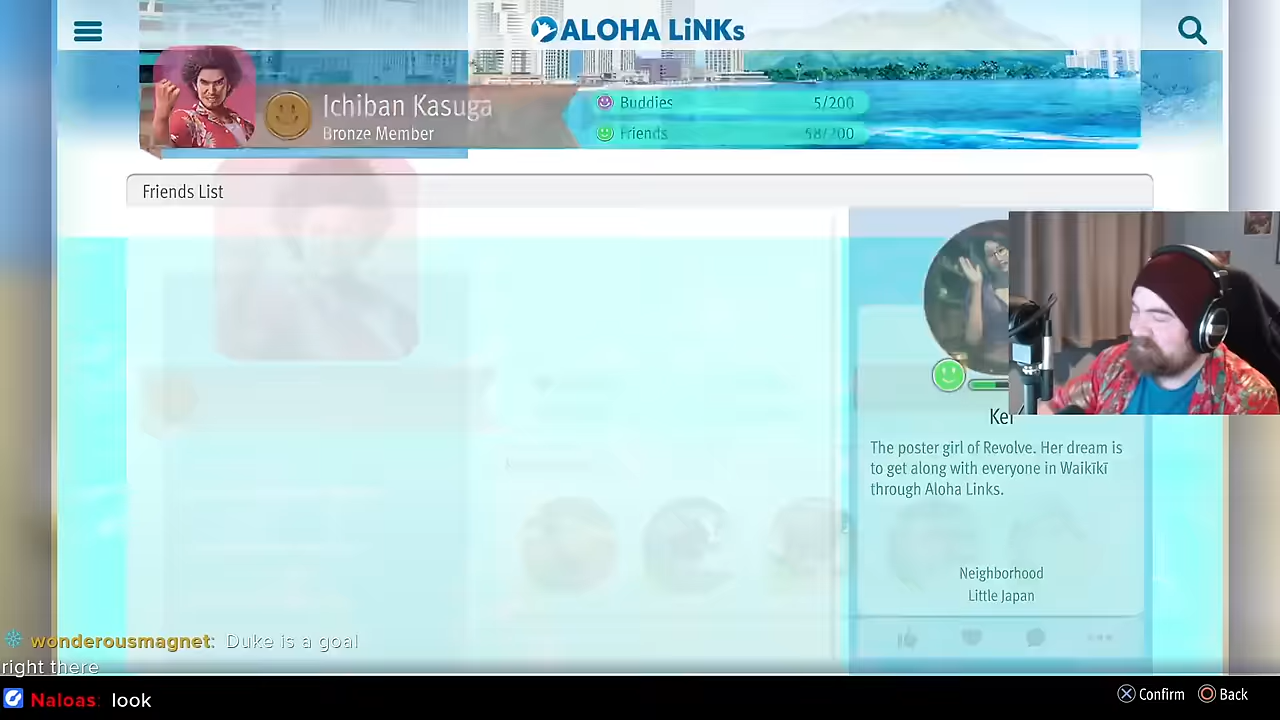 ALOHA LiNKs
Ichiban Kasuga
Bronze Member
Buddies 5/200
Friends 58/200
Friends List
The poster girl of Revolve. Her dream is
to get along with everyone in Waikīkī
through Aloha Links.
Neighborhood
Little Japan
wonderousmagnet: Duke is a goal
right there
Naloas: look
Confirm Back